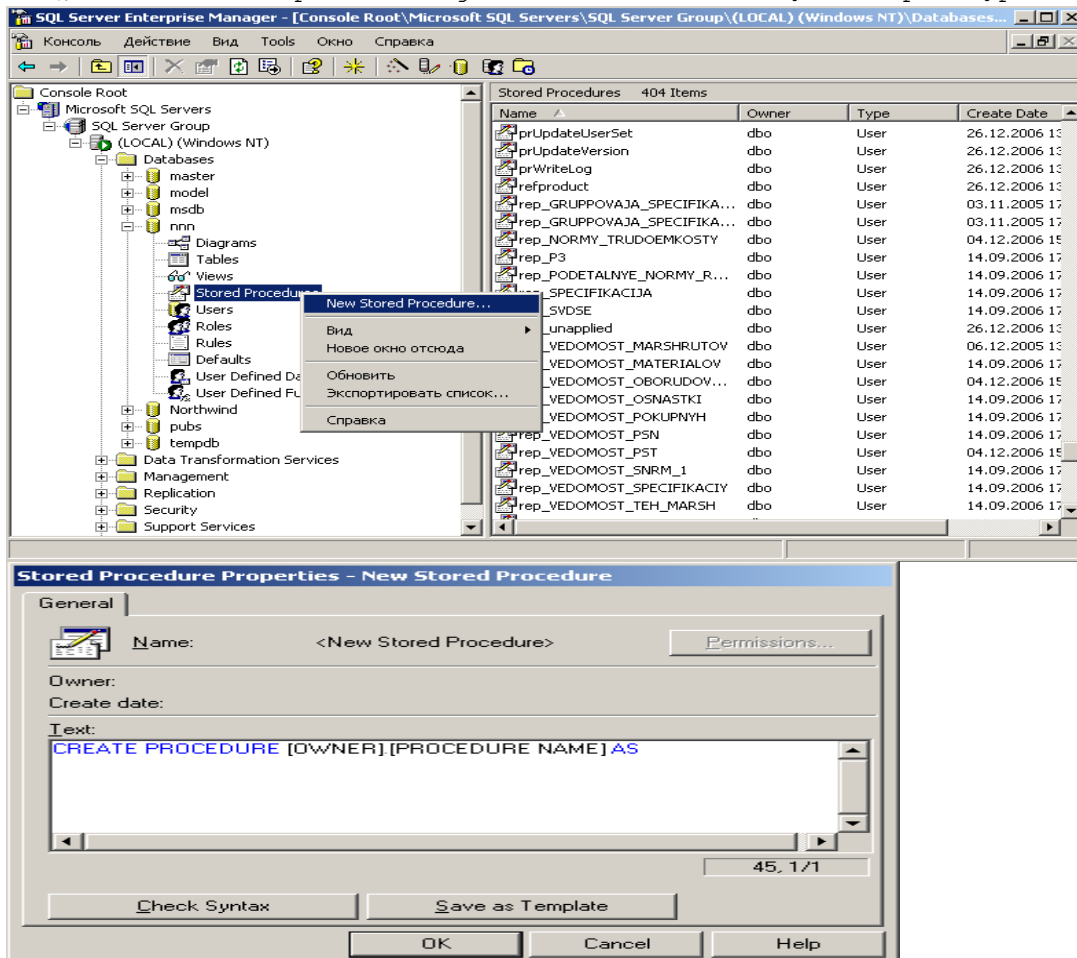 SQL Server Enterprise Manager - [Console Root\Microsoft SQL Servers\SQL Server Group\(LOCAL) (Windows NT)\Databases...
Консоль Действие Вид Tools Окно Справка
Console Root
Microsoft SQL Servers
SQL Server Group
(LOCAL) (Windows NT)
Databases
master
model
msdb
nnn
Diagrams
Tables
Views
Stored Procedures
Users
Roles
Rules
Defaults
User Defined Da
User Defined Fu
Northwind
pubs
tempdb
Data Transformation Services
Management
Replication
Security
Support Services
New Stored Procedure...
Вид
Новое окно отсюда
Обновить
Экспортировать список...
Справка
Stored Procedures 404 Items
Name Owner Type Create Date
prUpdateUserSet dbo User 26.12.2006 13
prUpdateVersion dbo User 26.12.2006 13
prWriteLog dbo User 26.12.2006 13
refproduct dbo User 26.12.2006 13
rep_GRUPPOVAJA_SPECIFIKA... dbo User 03.11.2005 17
rep_GRUPPOVAJA_SPECIFIKA... dbo User 03.11.2005 17
rep_NORMY_TRUDOEMKOSTY dbo User 04.12.2006 15
rep_P3 dbo User 14.09.2006 17
rep_PODETALNYE_NORMY_R... dbo User 14.09.2006 17
rep_SPECIFIKACIJA dbo User 14.09.2006 17
_SVDSE dbo User 14.09.2006 17
_unapplied dbo User 26.12.2006 13
_VEDOMOST_MARSHRUTOV dbo User 06.12.2005 13
_VEDOMOST_MATERIALOV dbo User 14.09.2006 17
_VEDOMOST_OBORUDOV... dbo User 04.12.2006 15
_VEDOMOST_OSNASTKI dbo User 14.09.2006 17
_VEDOMOST_POKUPNYH dbo User 14.09.2006 17
rep_VEDOMOST_PSN dbo User 14.09.2006 17
rep_VEDOMOST_PST dbo User 04.12.2006 15
rep_VEDOMOST_SNRM_1 dbo User 14.09.2006 17
rep_VEDOMOST_SPECIFIKACIY dbo User 14.09.2006 17
rep_VEDOMOST_TEH_MARSH dbo User 14.09.2006 17
Stored Procedure Properties - New Stored Procedure
General
Name: <New Stored Procedure> Permissions...
Owner:
Create date:
Text:
CREATE PROCEDURE [OWNER].[PROCEDURE NAME] AS
45, 1/1
Check Syntax Save as Template
OK Cancel Help